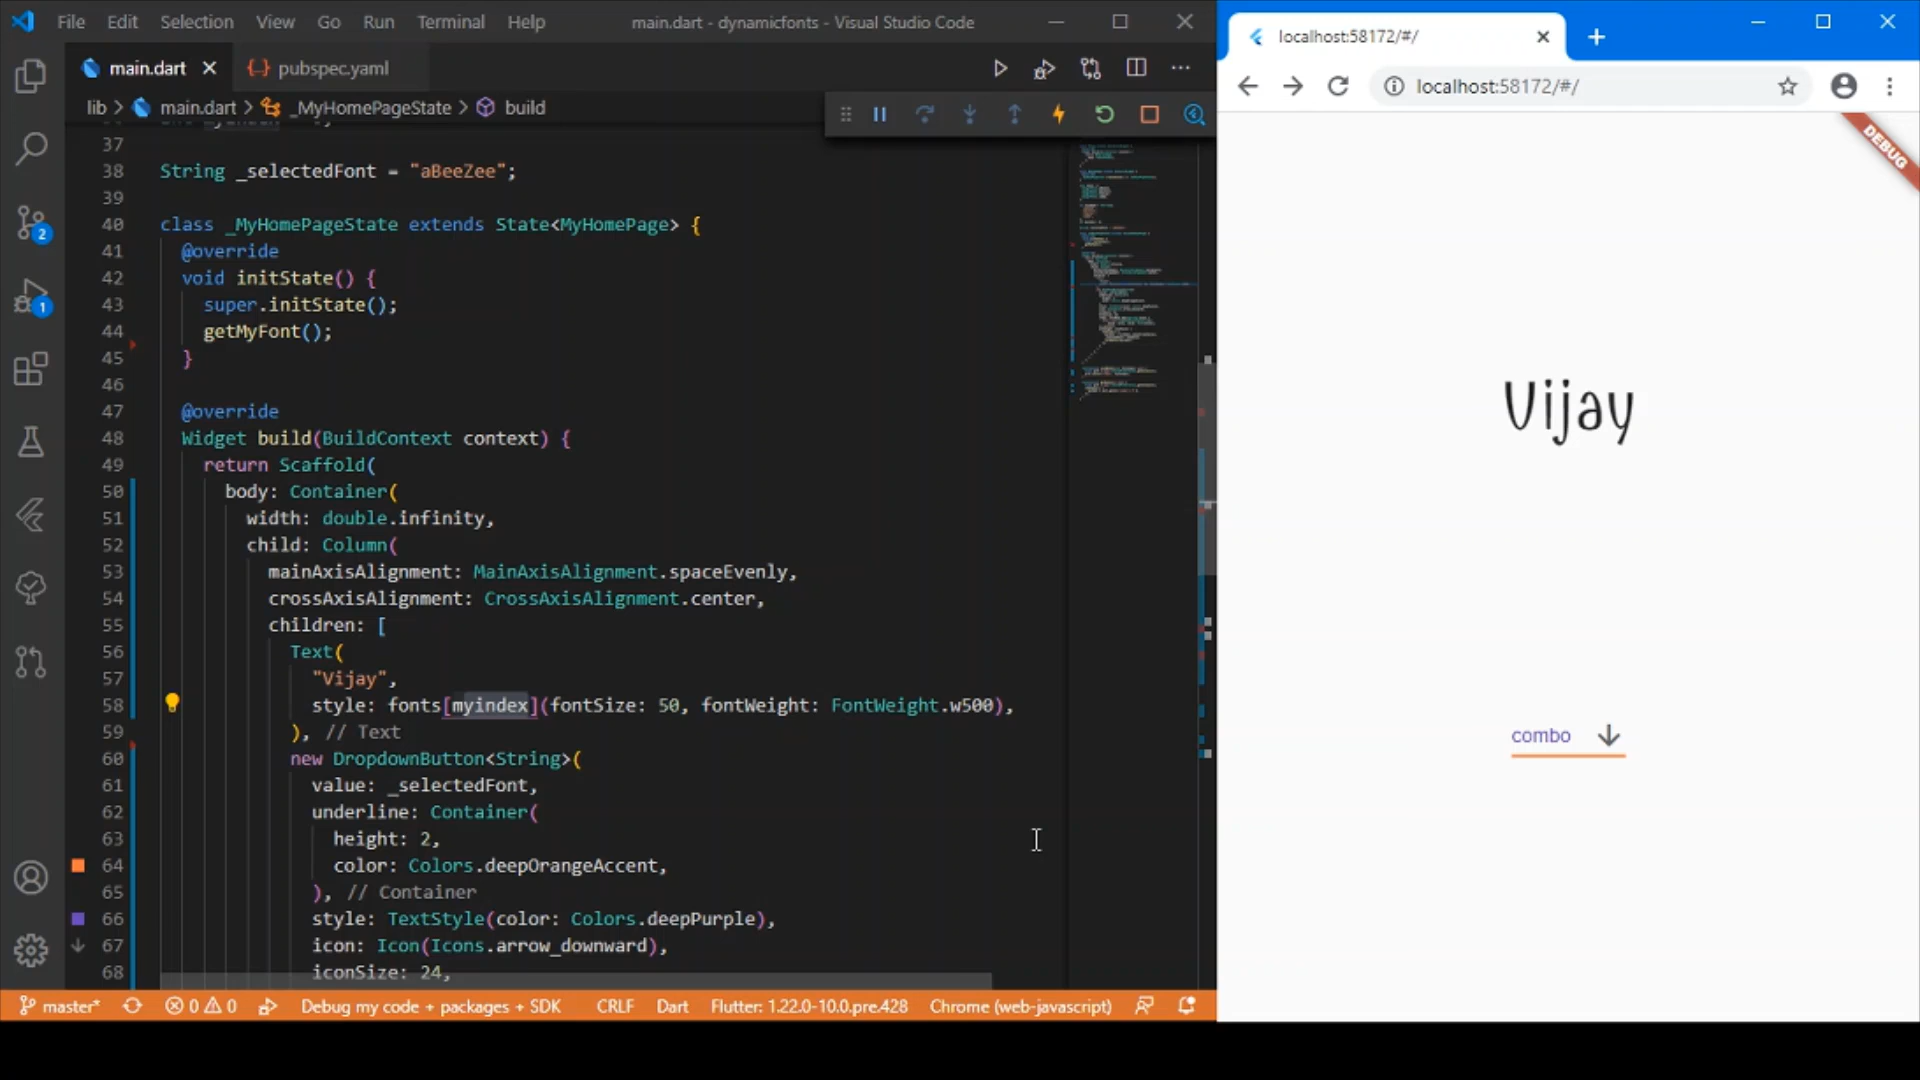 File Edit Selection View Go Run Terminal Help main.dart - dynamicfonts - Visual Studio Code
main.dart pubspec.yaml
lib > main.dart > _MyHomePageState > build
37
38 String _selectedFont = "aBeeZee";
39
40 class _MyHomePageState extends State<MyHomePage> {
41 @override
42 void initState() {
43 super.initState();
44 getMyFont();
45 }
46
47 @override
48 Widget build(BuildContext context) {
49 return Scaffold(
50 body: Container(
51 width: double.infinity,
52 child: Column(
53 mainAxisAlignment: MainAxisAlignment.spaceEvenly,
54 crossAxisAlignment: CrossAxisAlignment.center,
55 children: [
56 Text(
57 "Vijay",
58 style: fonts[myindex](fontSize: 50, fontWeight: FontWeight.w500),
59 ), // Text
60 new DropdownButton<String>(
61 value: _selectedFont,
62 underline: Container(
63 height: 2,
64 color: Colors.deepOrangeAccent,
65 ), // Container
66 style: TextStyle(color: Colors.deepPurple),
67 icon: Icon(Icons.arrow_downward),
68 iconSize: 24,
2
1
master* 0 0 Debug my code + packages + SDK CRLF Dart Flutter: 1.22.0-10.0.pre.428 Chrome (web-javascript)
localhost:58172/#/
localhost:58172/#/
DEBUG
Vijay
combo